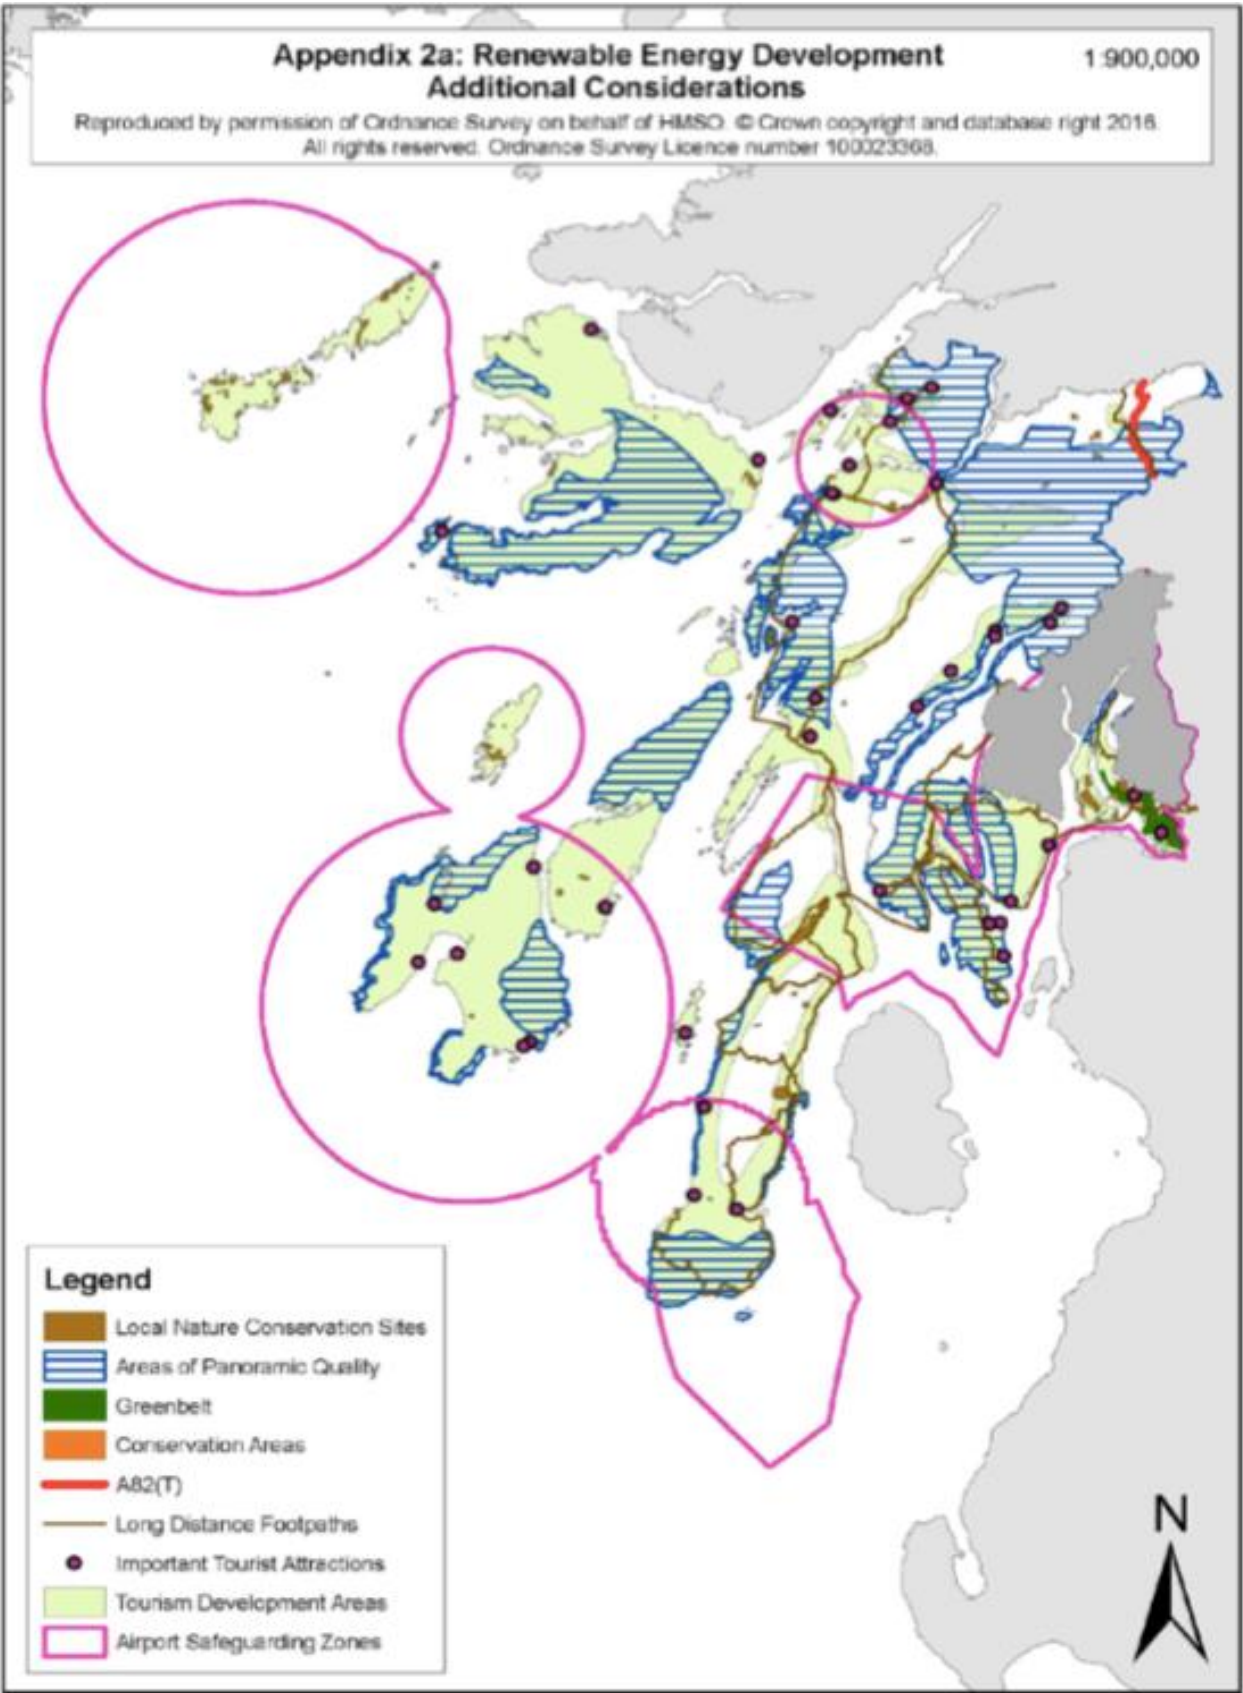 Appendix 2a: Renewable Energy Development
Additional Considerations
1:900,000
Reproduced by permission of Ordnance Survey on behalf of HMSO. © Crown copyright and database right 2016.
All rights reserved. Ordnance Survey Licence number 100023368.
Legend
Local Nature Conservation Sites
Areas of Panoramic Quality
Greenbelt
Conservation Areas
A82(T)
Long Distance Footpaths
Important Tourist Attractions
Tourism Development Areas
Airport Safeguarding Zones
N